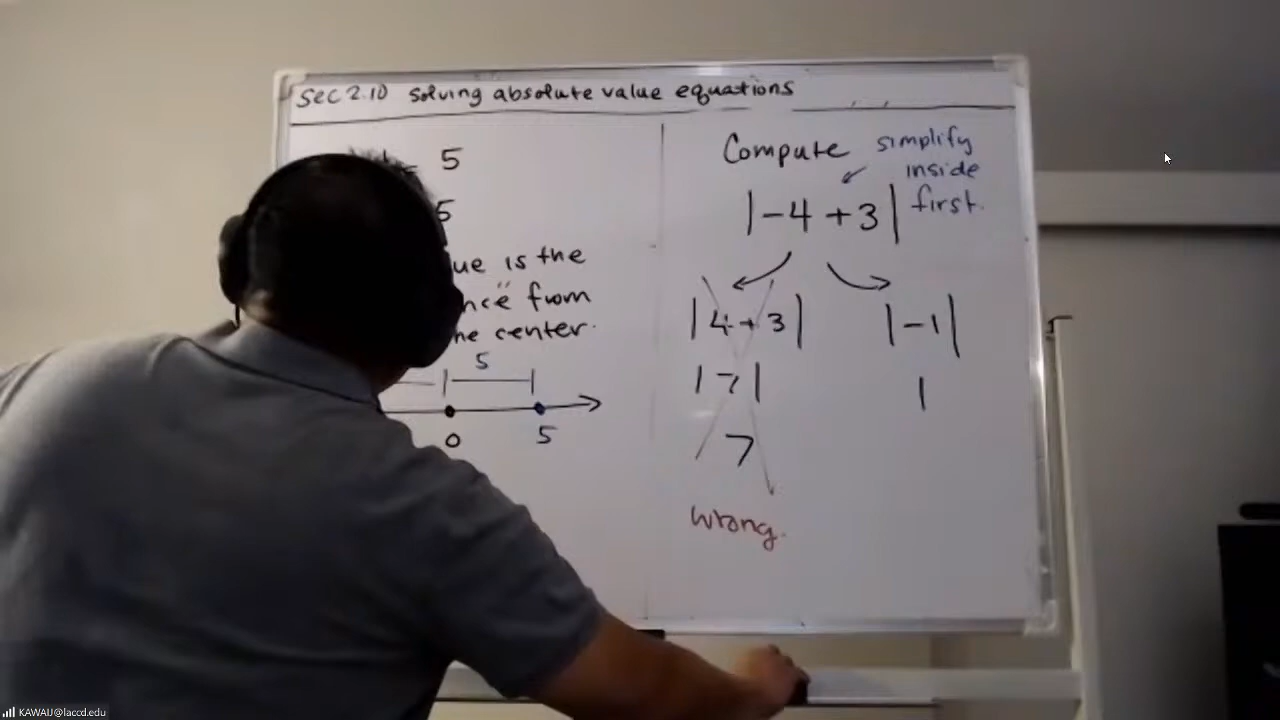 Sec 2.10 solving absolute value equations
5
5
ue is the
nce" from
he center.
5
0 5
Compute
simplify
inside
first.
|-4 +3|
|4+3|
|7|
7
wrong.
|-1|
1
KAWAIJ@laccd.edu